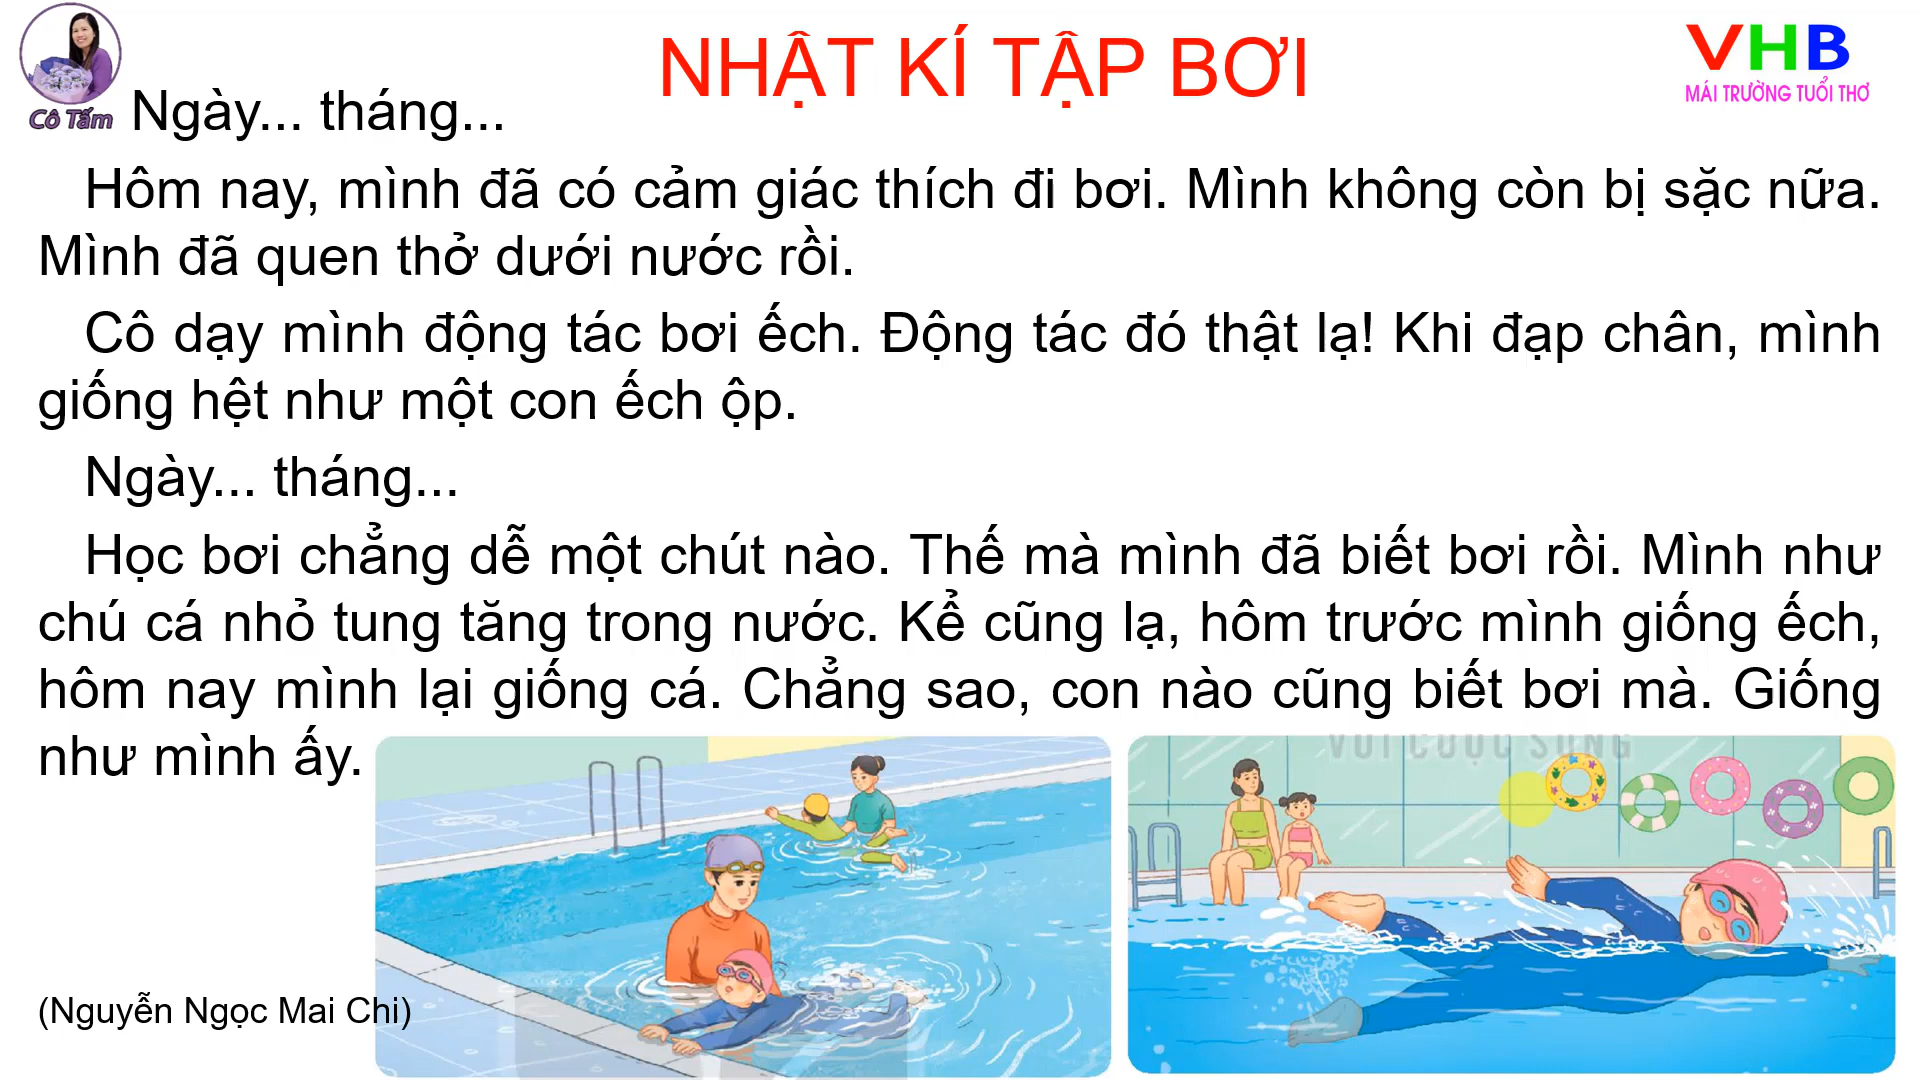 NHẬT KÍ TẬP BƠI
VHB
MÁI TRƯỜNG TUỔI THƠ
Cô Tấm
Ngày... tháng...
Hôm nay, mình đã có cảm giác thích đi bơi. Mình không còn bị sặc nữa.
Mình đã quen thở dưới nước rồi.
Cô dạy mình động tác bơi ếch. Động tác đó thật lạ! Khi đạp chân, mình
giống hệt như một con ếch ộp.
Ngày... tháng...
Học bơi chẳng dễ một chút nào. Thế mà mình đã biết bơi rồi. Mình như
chú cá nhỏ tung tăng trong nước. Kể cũng lạ, hôm trước mình giống ếch,
hôm nay mình lại giống cá. Chẳng sao, con nào cũng biết bơi mà. Giống
như mình ấy.
VỚI CUỘC SỐNG
(Nguyễn Ngọc Mai Chi)